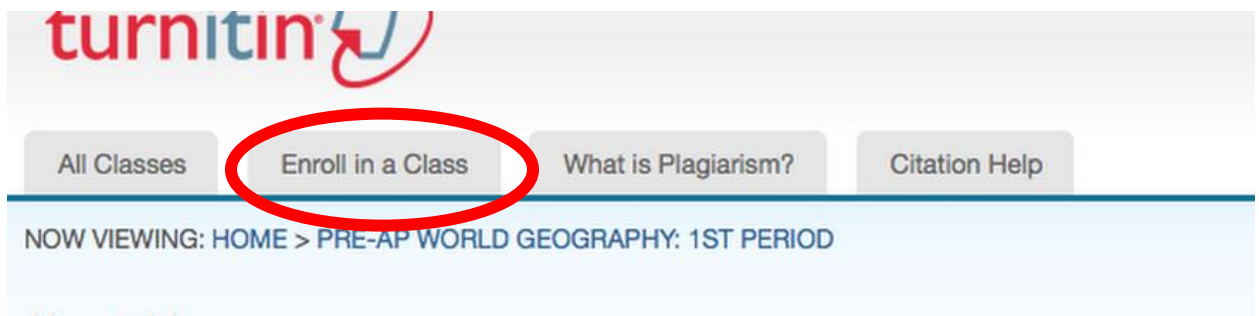 turnitin
All Classes Enroll in a Class What is Plagiarism? Citation Help
NOW VIEWING: HOME > PRE-AP WORLD GEOGRAPHY: 1ST PERIOD